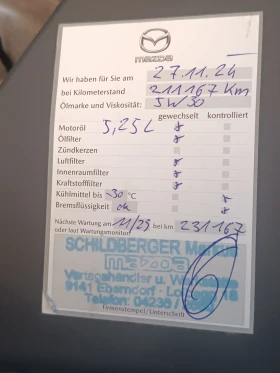 mazda
Wir haben für Sie am 27.11.24
bei Kilometerstand 211167 Km
Ölmarke und Viskosität: 5W30
gewechselt kontrolliert
Motoröl 5,25L
Ölfilter
Zündkerzen
Luftfilter
Innenraumfilter
Kraftstofffilter
Kühlmittel bis -30 °C
Bremsflüssigkeit ok
Nächste Wartung am 11/25 bei km 231167
oder laut Wartungsmonitor
SCHILDBERGER
mazda
Vertragshändler u.
9141 Eberndorf
Telefon: 04236
Firmenstempel/Unterschrift